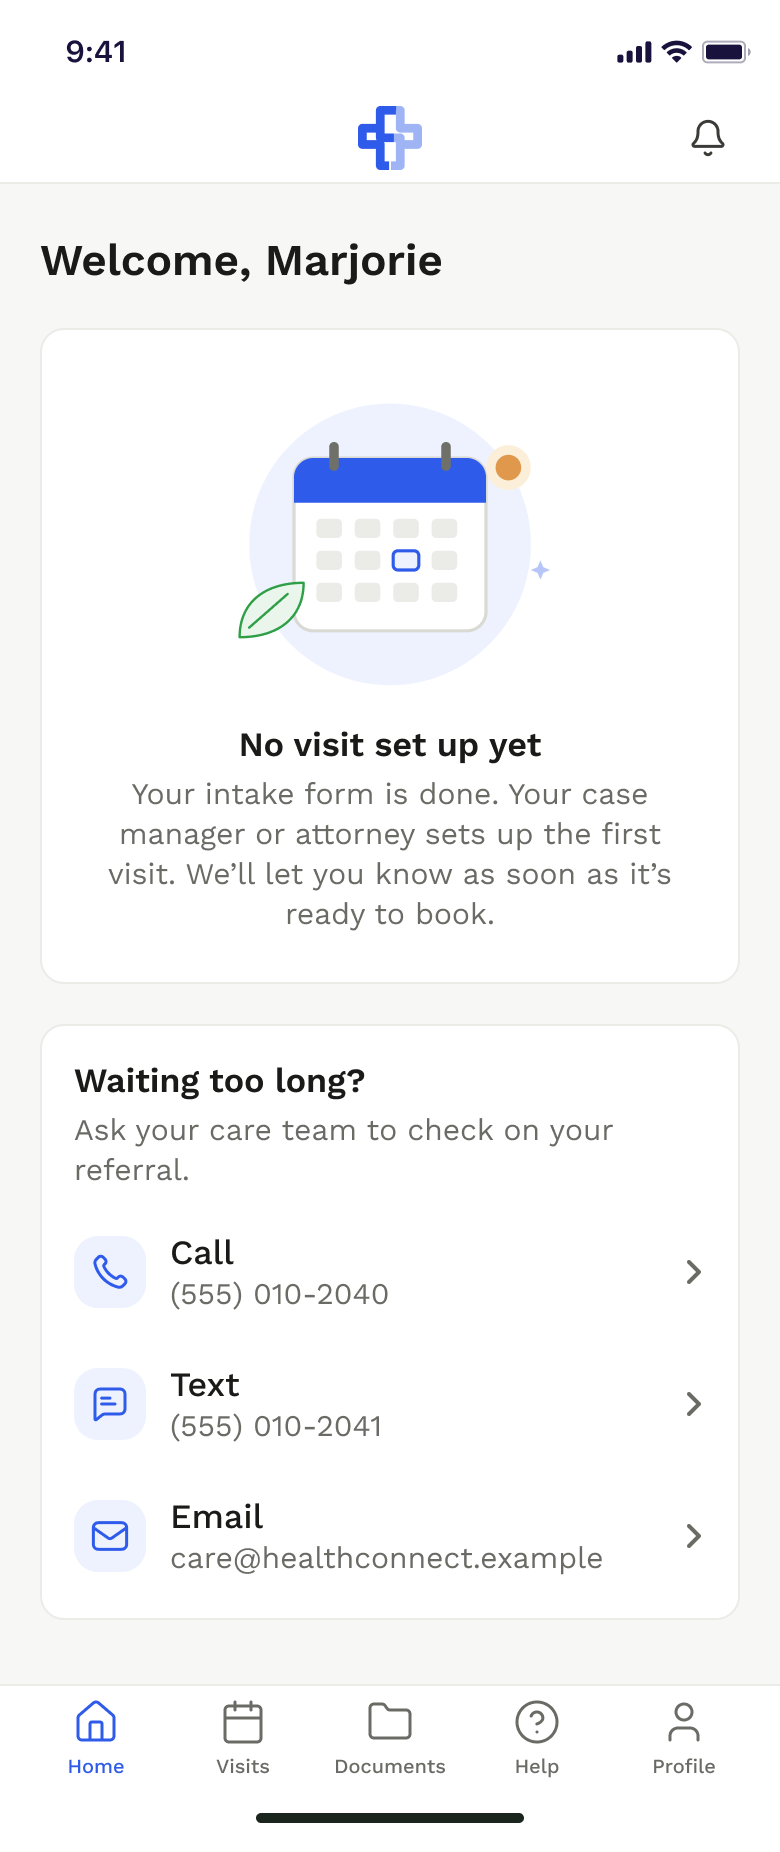 9:41
Welcome, Marjorie
No visit set up yet
Your intake form is done. Your case
manager or attorney sets up the first
visit. We’ll let you know as soon as it’s
ready to book.
Waiting too long?
Ask your care team to check on your
referral.
Call
(555) 010-2040
Text
(555) 010-2041
Email
care@healthconnect.example
Home
Visits
Documents
Help
Profile